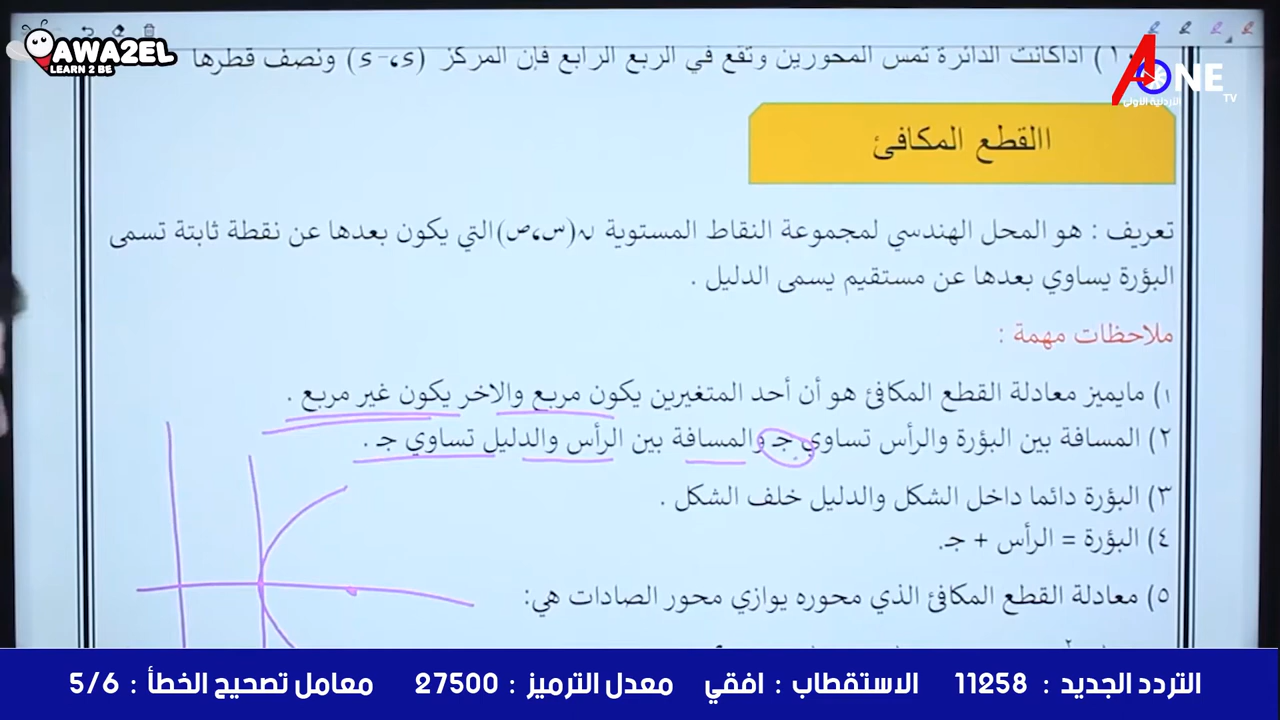 AWA2EL
LEARN 2 BE
A ONE TV
الأردنية الأولى
١) اذاكانت الدائرة تمس المحورين وتقع في الربع الرابع فإن المركز (د،-د) ونصف قطرها
االقطع المكافئ
تعريف : هو المحل الهندسي لمجموعة النقاط المستوية ن(س،ص)التي يكون بعدها عن نقطة ثابتة تسمى
البؤرة يساوي بعدها عن مستقيم يسمى الدليل .
ملاحظات مهمة :
١) مايميز معادلة القطع المكافئ هو أن أحد المتغيرين يكون مربع والاخر يكون غير مربع .
٢) المسافة بين البؤرة والرأس تساوي جـ والمسافة بين الرأس والدليل تساوي جـ .
٣) البؤرة دائما داخل الشكل والدليل خلف الشكل .
٤) البؤرة = الرأس + جـ.
٥) معادلة القطع المكافئ الذي محوره يوازي محور الصادات هي:
التردد الجديد : 11258 الاستقطاب : افقي معدل الترميز : 27500 معامل تصحيح الخطأ : 5/6